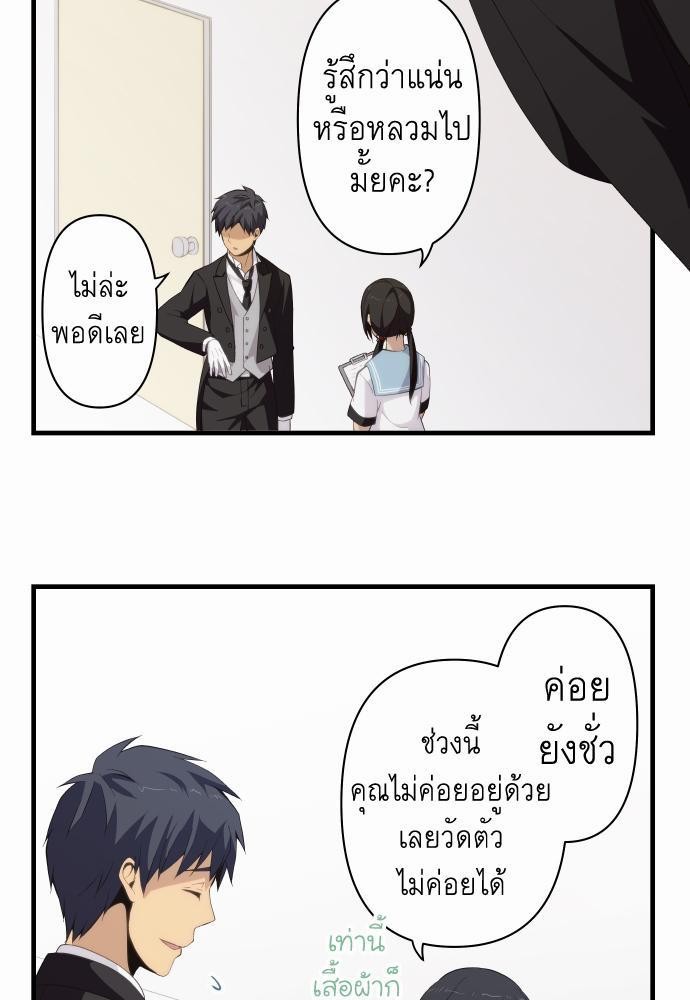 รู้สึกว่าแน่น
หรือหลวมไป
มั้ยคะ?
ไม่ล่ะ
พอดีเลย
ค่อย
ยังชั่ว
ช่วงนี้
คุณไม่ค่อยอยู่ด้วย
เลยวัดตัว
ไม่ค่อยได้
เท่านี้
เสื้อผ้าก็